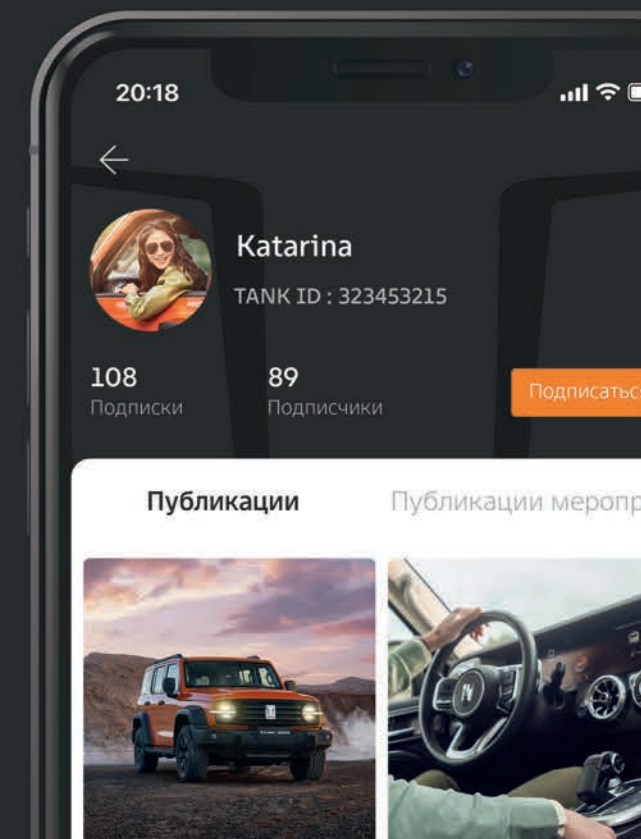 20:18
Katarina
TANK ID : 323453215
108
89
Подписки
Подписчики
Подписатьс
Публикации
Публикации меропр